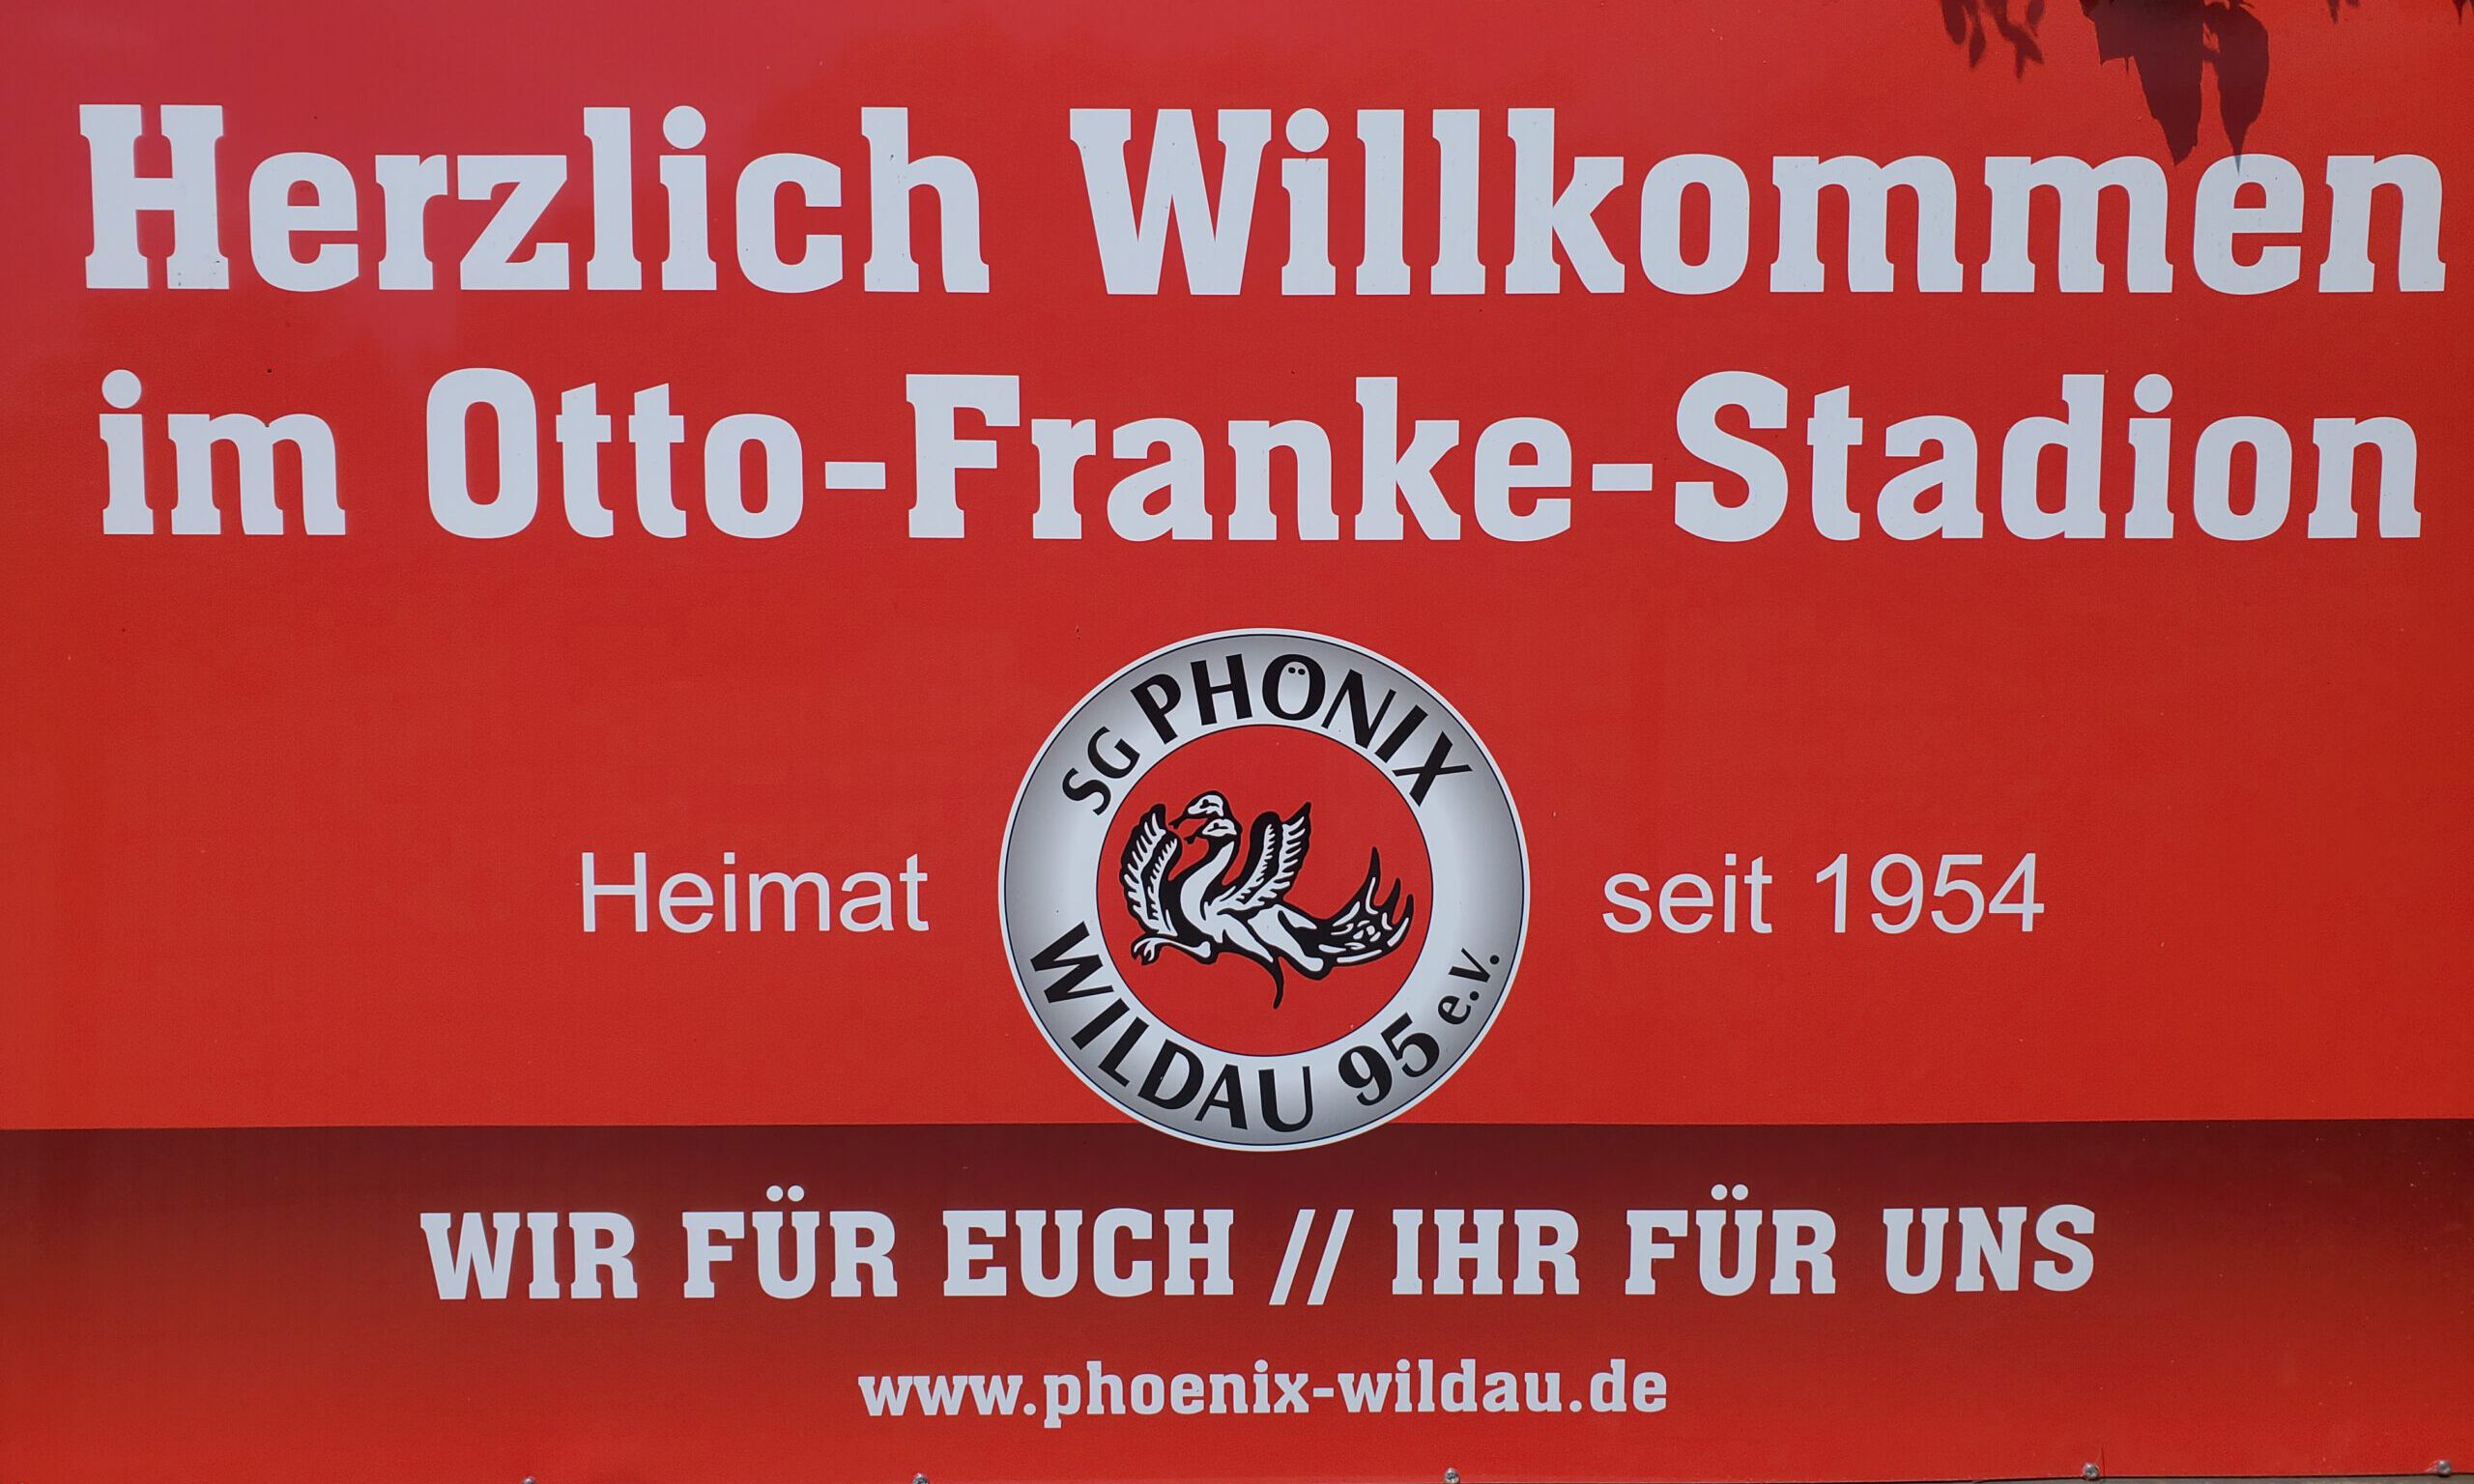 Herzlich Willkommen
im Otto-Franke-Stadion
SG PHÖNIX
Heimat
seit 1954
WILDAU 95 e.V.
WIR FÜR EUCH // IHR FÜR UNS
www.phoenix-wildau.de